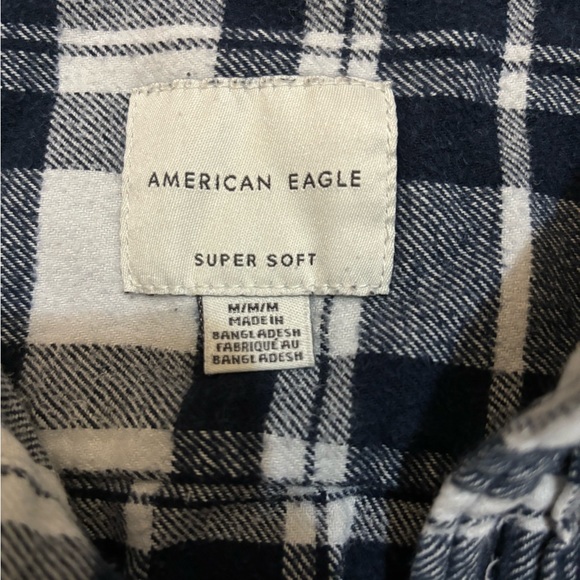 AMERICAN EAGLE
SUPER SOFT
M/M/M
MADE IN
BANGLADESH
FABRIQUÉ AU
BANGLADESH